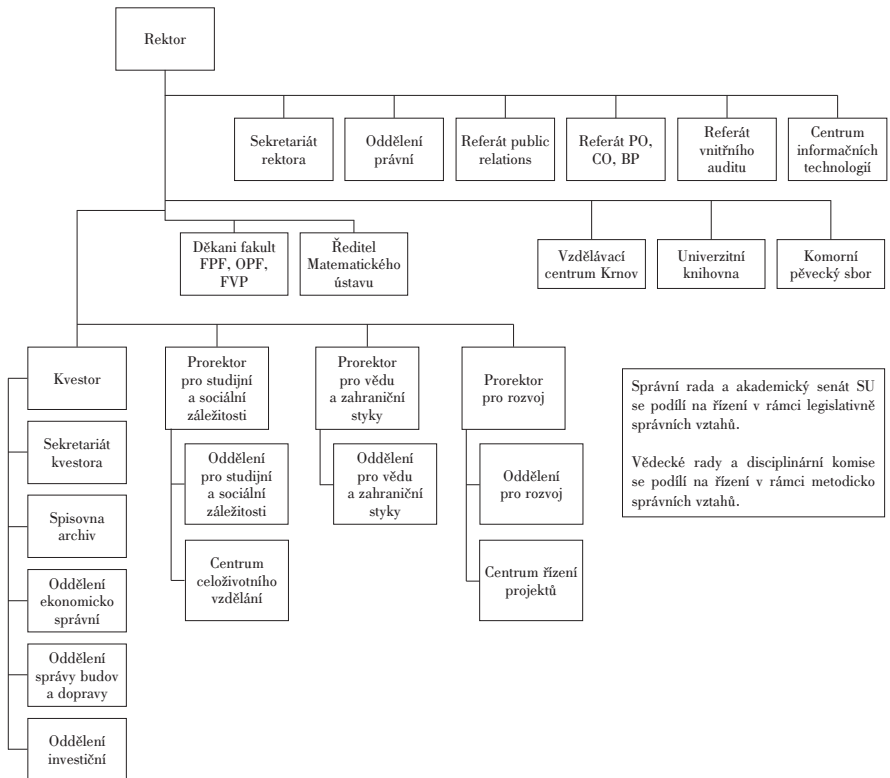 Rektor
Sekretariát
rektora
Oddělení
právní
Referát public
relations
Referát PO,
CO, BP
Referát
vnitřního
auditu
Centrum
informačních
technologií
Děkani fakult
FPF, OPF,
FVP
Ředitel
Matematického
ústavu
Vzdělávací
centrum Krnov
Univerzitní
knihovna
Komorní
pěvecký sbor
Kvestor
Sekretariát
kvestora
Spisovna
archiv
Oddělení
ekonomicko
správní
Oddělení
správy budov
a dopravy
Oddělení
investiční
Prorektor
pro studijní
a sociální
záležitosti
Oddělení
pro studijní
a sociální
záležitosti
Centrum
celoživotního
vzdělání
Prorektor
pro vědu
a zahraniční
styky
Oddělení
pro vědu
a zahraniční
styky
Prorektor
pro rozvoj
Oddělení
pro rozvoj
Centrum řízení
projektů
Správní rada a akademický senát SU
se podílí na řízení v rámci legislativně
správních vztahů.
Vědecké rady a disciplinární komise
se podílí na řízení v rámci metodicko
správních vztahů.